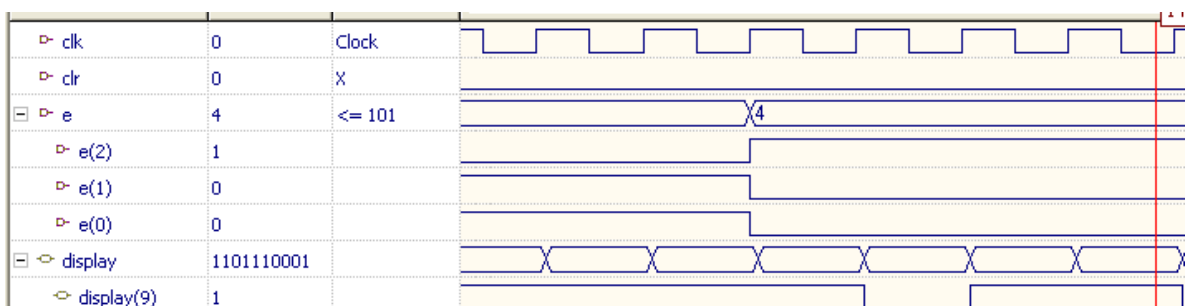 clk 0 Clock
clr 0 X
e 4 <= 101 4
e(2) 1
e(1) 0
e(0) 0
display 1101110001
display(9) 1